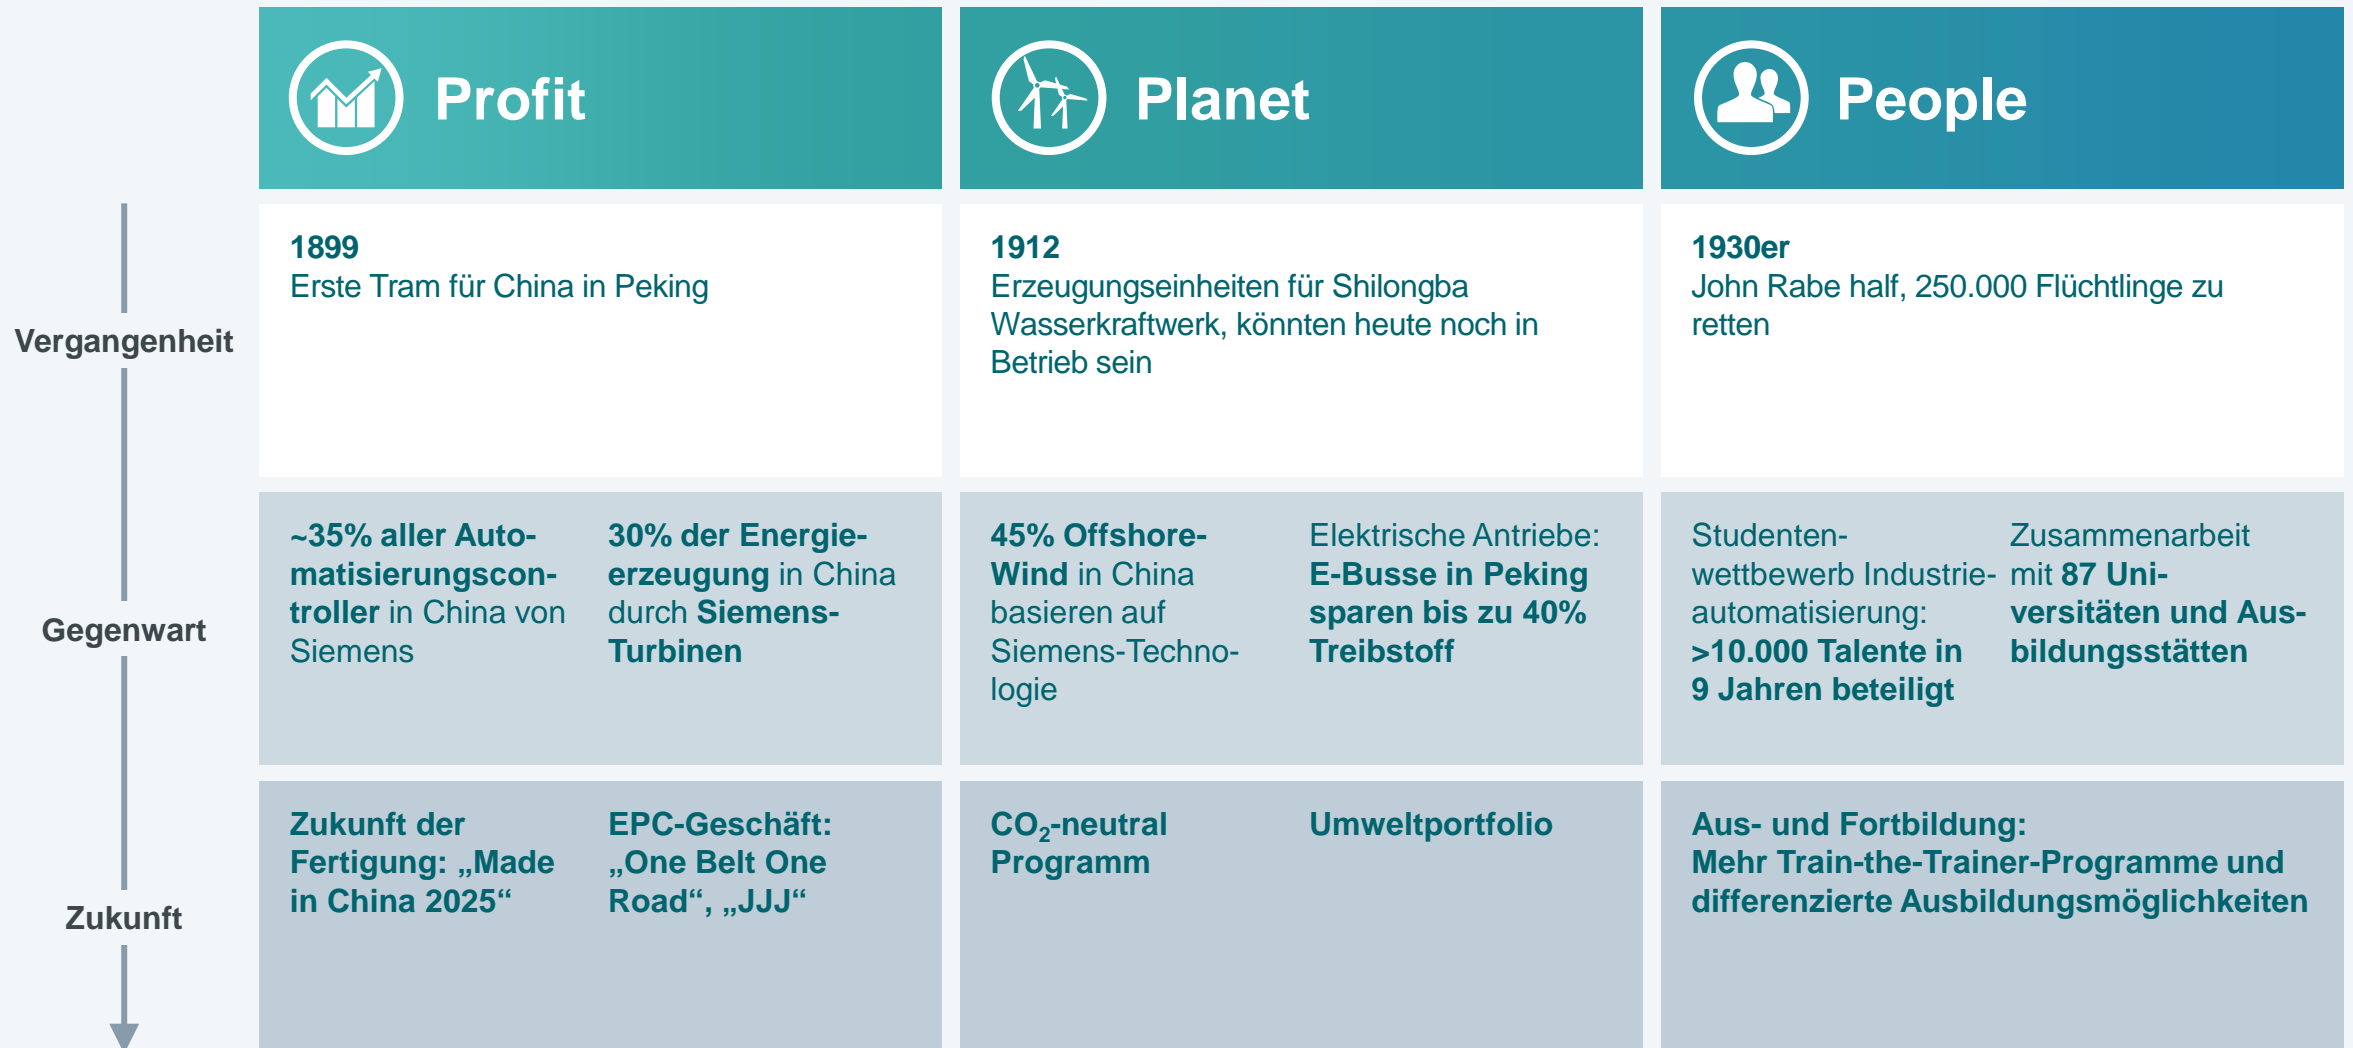 Profit
Planet
People
Vergangenheit
1899
Erste Tram für China in Peking
1912
Erzeugungseinheiten für Shilongba
Wasserkraftwerk, könnten heute noch in
Betrieb sein
1930er
John Rabe half, 250.000 Flüchtlinge zu
retten
Gegenwart
~35% aller Auto-
matisierungscon-
troller in China von
Siemens
30% der Energie-
erzeugung in China
durch Siemens-
Turbinen
45% Offshore-
Wind in China
basieren auf
Siemens-Techno-
logie
Elektrische Antriebe:
E-Busse in Peking
sparen bis zu 40%
Treibstoff
Studenten-
wettbewerb Industrie-
automatisierung:
>10.000 Talente in
9 Jahren beteiligt
Zusammenarbeit
mit 87 Uni-
versitäten und Aus-
bildungsstätten
Zukunft
Zukunft der
Fertigung: „Made
in China 2025“
EPC-Geschäft:
„One Belt One
Road“, „JJJ“
CO₂-neutral
Programm
Umweltportfolio
Aus- und Fortbildung:
Mehr Train-the-Trainer-Programme und
differenzierte Ausbildungsmöglichkeiten